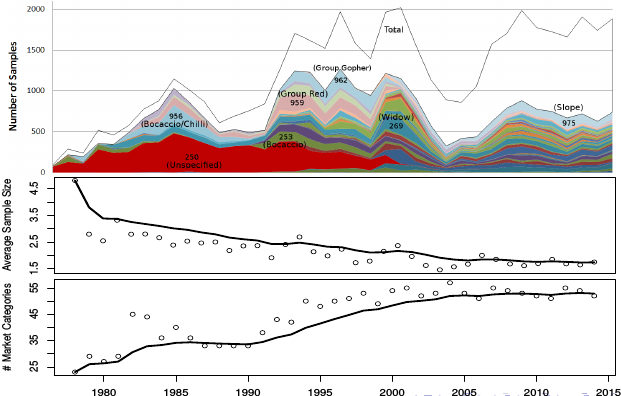 2000
1500
1000
500
0
Number of Samples
Total
(Group Gopher)
962
(Group Red)
959
956
(Bocaccio/Chilli)
(Widow)
269
(Slope)
975
253
(Bocaccio)
250
(Unspecified)
Average Sample Size
4.5
3.5
2.5
1.5
# Market Categories
55
45
35
25
1980 1985 1990 1995 2000 2005 2010 2015